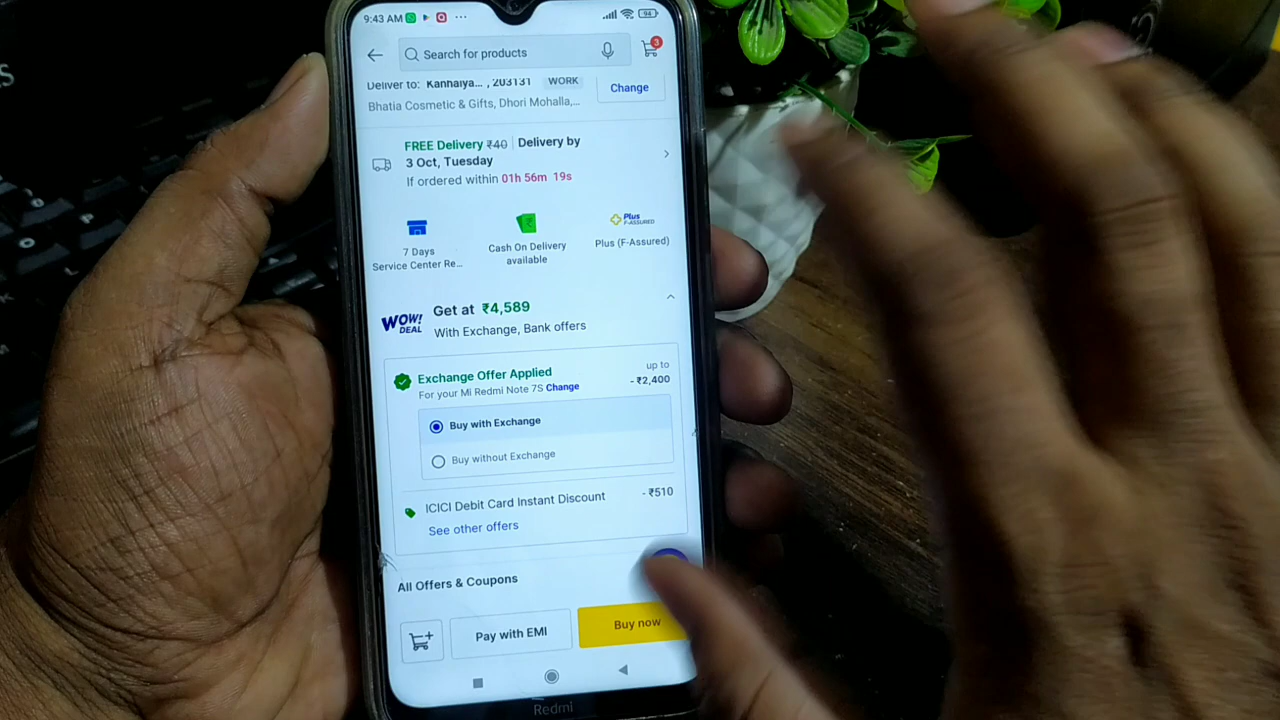 9:43 AM
94
Search for products
3
Deliver to: Kanhaiya... , 203131 WORK
Change
Bhatia Cosmetic & Gifts, Dhori Mohalla,...
FREE Delivery ₹40 | Delivery by
3 Oct, Tuesday
If ordered within 01h 56m 19s
Plus
F-ASSURED
7 Days
Service Center Re...
Cash On Delivery
available
Plus (F-Assured)
WOW!
DEAL
Get at ₹4,589
With Exchange, Bank offers
Exchange Offer Applied
up to
For your Mi Redmi Note 7S Change
- ₹2,400
Buy with Exchange
Buy without Exchange
ICICI Debit Card Instant Discount
- ₹510
See other offers
All Offers & Coupons
Pay with EMI
Buy now
Redmi